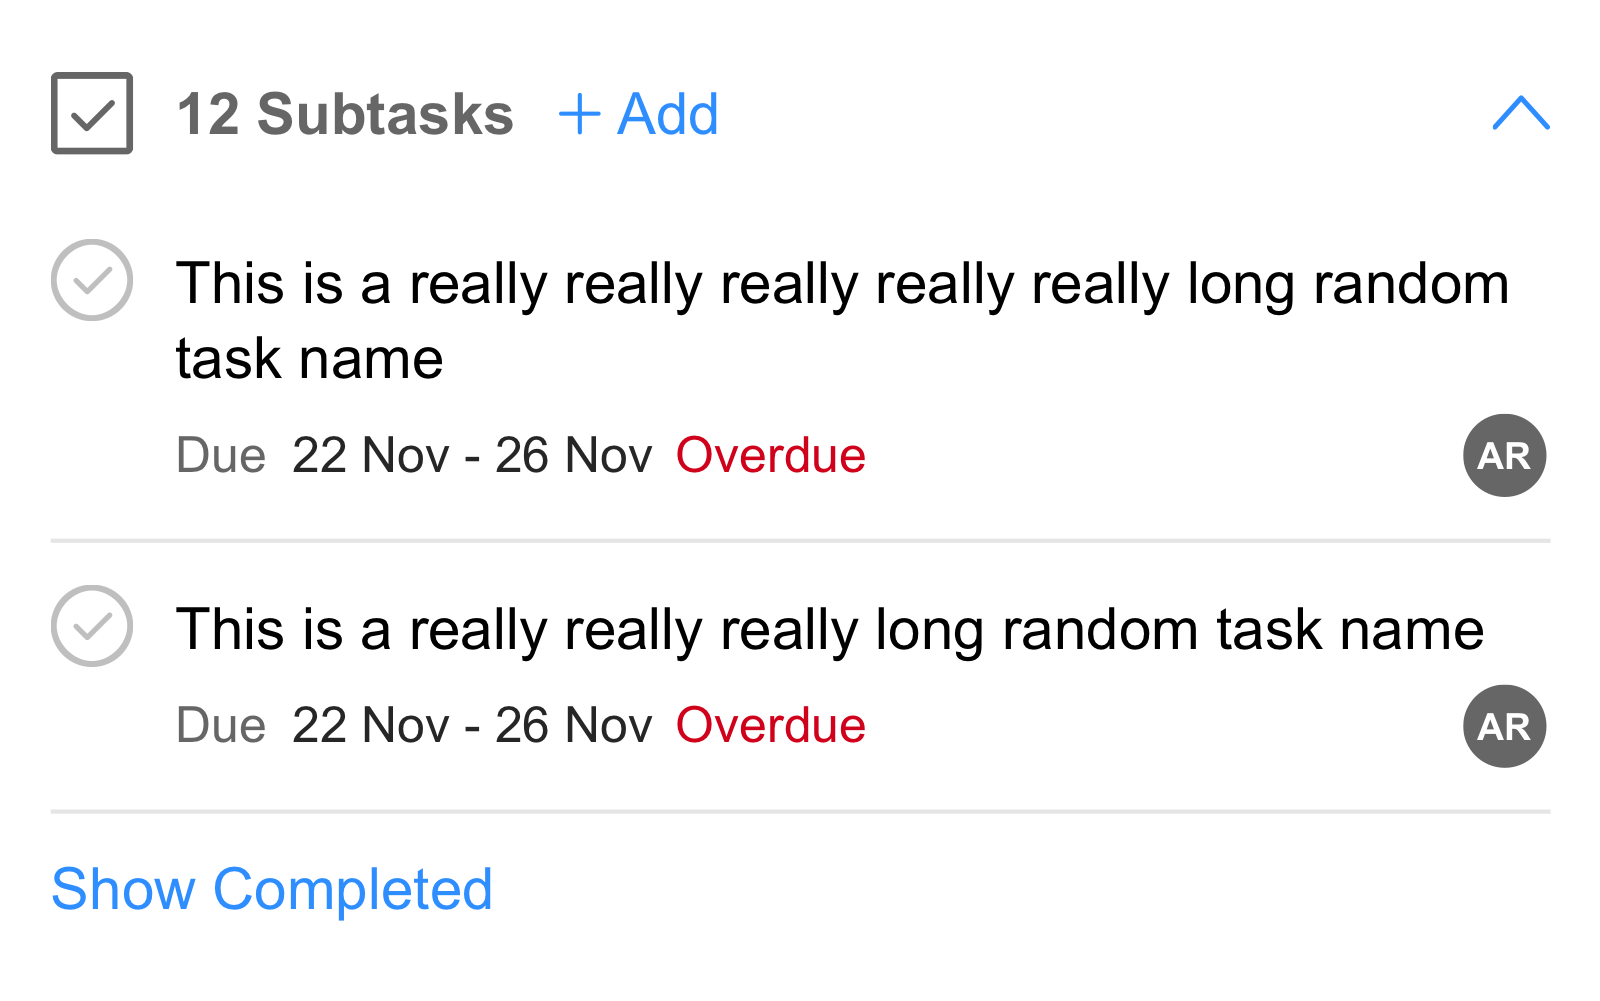 12 Subtasks + Add
This is a really really really really really long random
task name
Due 22 Nov - 26 Nov Overdue
AR
This is a really really really long random task name
Due 22 Nov - 26 Nov Overdue
AR
Show Completed